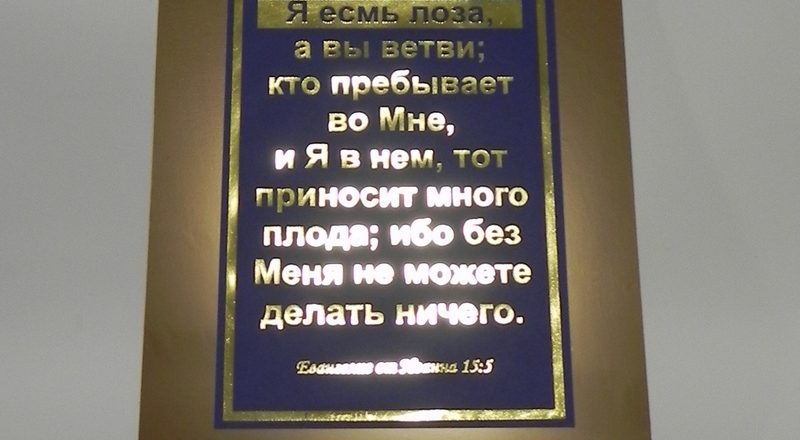 Я есмь лоза,
а вы ветви;
кто пребывает
во Мне,
и Я в нем, тот
приносит много
плода; ибо без
Меня не можете
делать ничего.
Евангелие от Иоанна 15:5